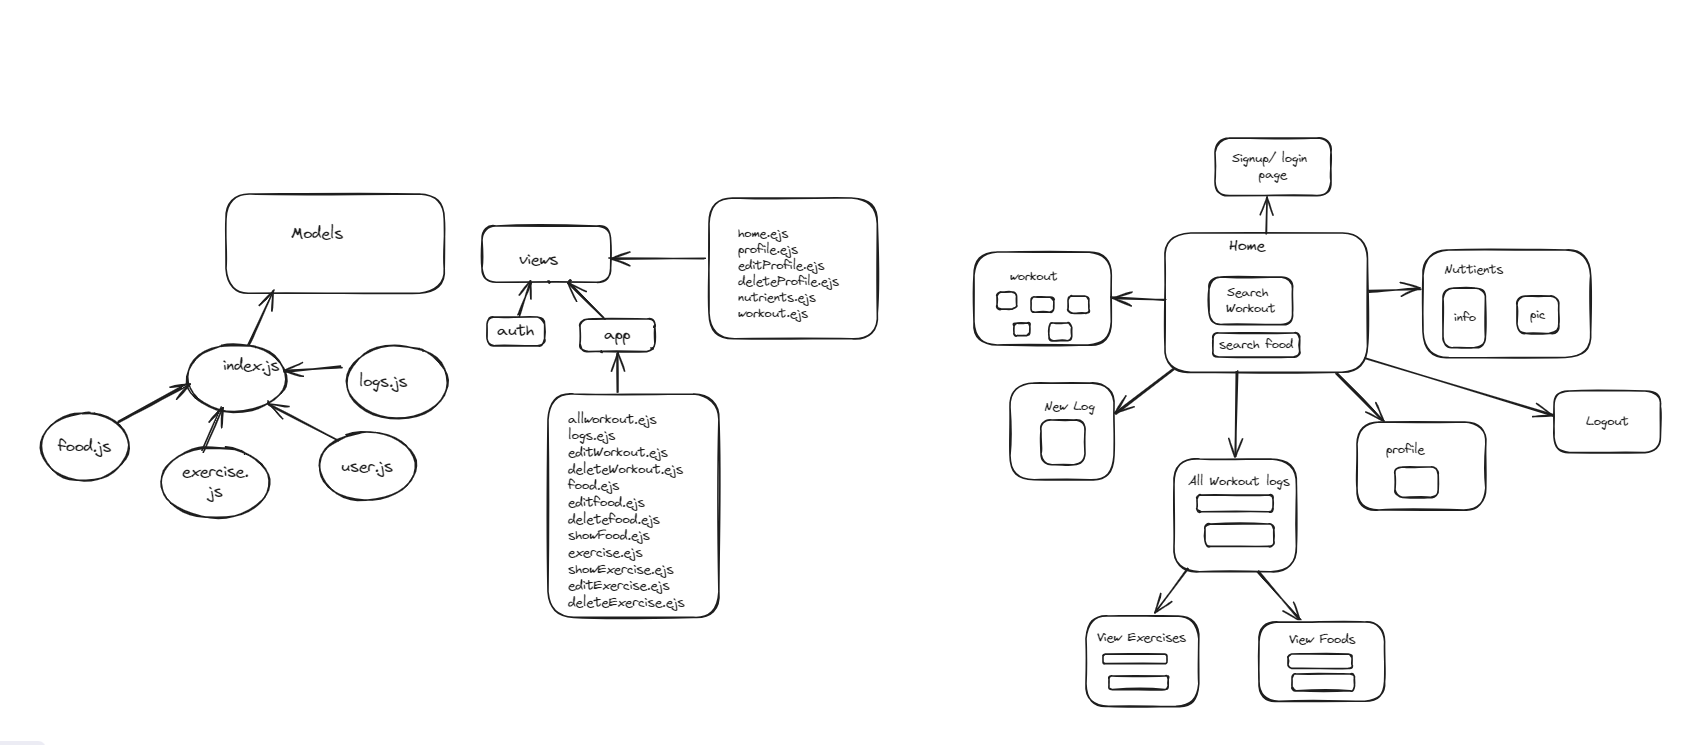 Models
index.js
logs.js
food.js
exercise.
js
user.js
views
auth
app
home.ejs
profile.ejs
editProfile.ejs
deleteProfile.ejs
nutrients.ejs
workout.ejs
allworkout.ejs
logs.ejs
editWorkout.ejs
deleteWorkout.ejs
food.ejs
editfood.ejs
deletefood.ejs
showFood.ejs
exercise.ejs
showExercise.ejs
editExercise.ejs
deleteExercise.ejs
Signup/ login
page
Home
Search
Workout
search food
workout
Nuttients
info
pic
New Log
All Workout logs
profile
Logout
View Exercises
View Foods